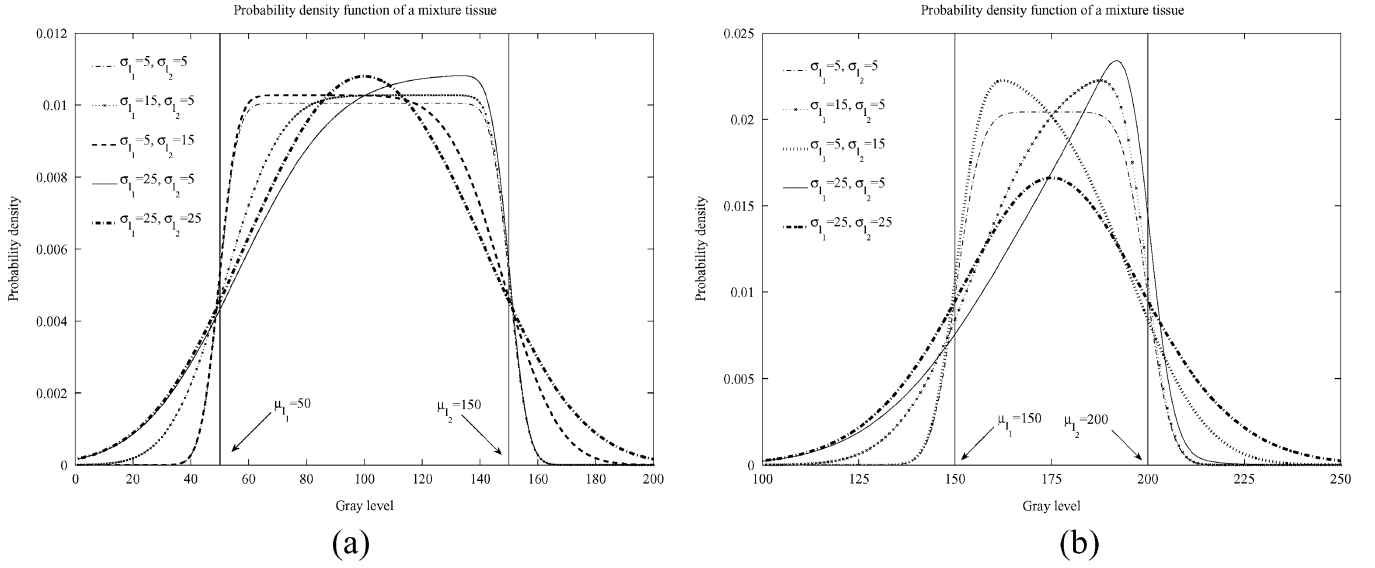 Probability density function of a mixture tissue
0.012
0.01
0.008
0.006
0.004
0.002
0
Probability density
σI1=5, σI2=5
σI1=15, σI2=5
σI1=5, σI2=15
σI1=25, σI2=5
σI1=25, σI2=25
μI1=50
μI2=150
0 20 40 60 80 100 120 140 160 180 200
Gray level
(a)
Probability density function of a mixture tissue
0.025
0.02
0.015
0.01
0.005
0
Probability density
σI1=5, σI2=5
σI1=15, σI2=5
σI1=5, σI2=15
σI1=25, σI2=5
σI1=25, σI2=25
μI1=150
μI2=200
100 125 150 175 200 225 250
Gray level
(b)